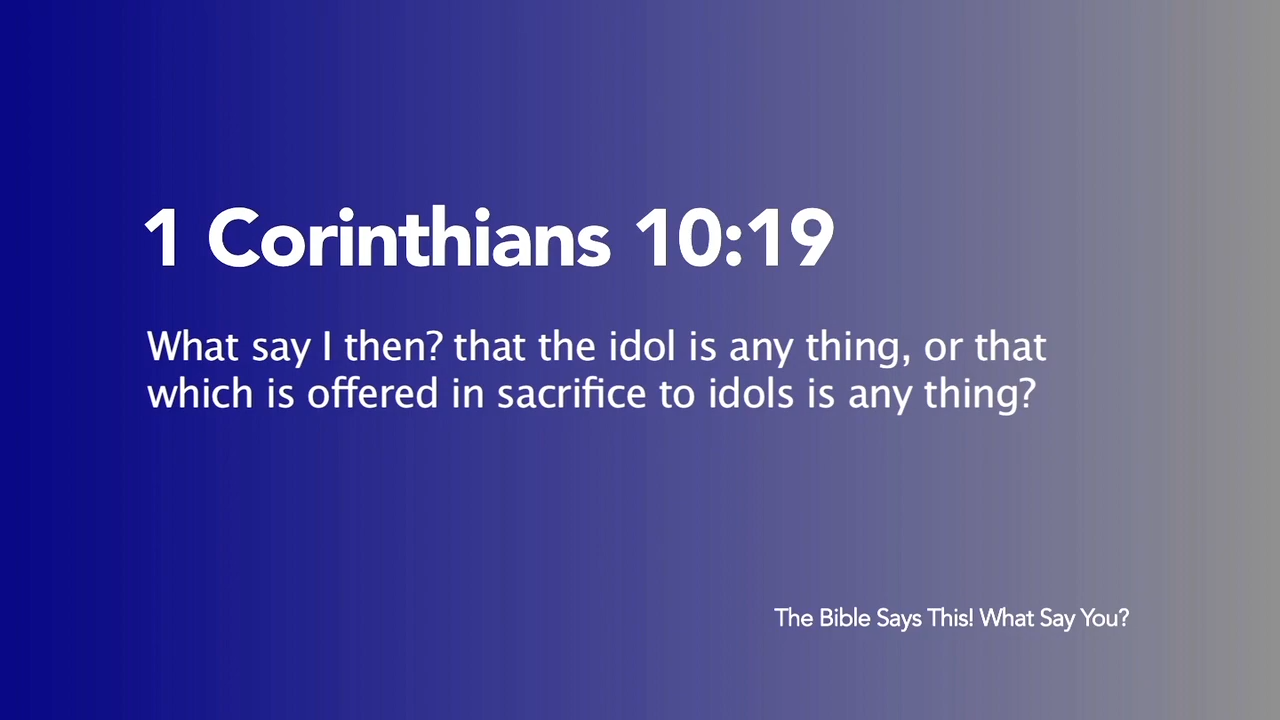 1 Corinthians 10:19
What say I then? that the idol is any thing, or that
which is offered in sacrifice to idols is any thing?
The Bible Says This! What Say You?